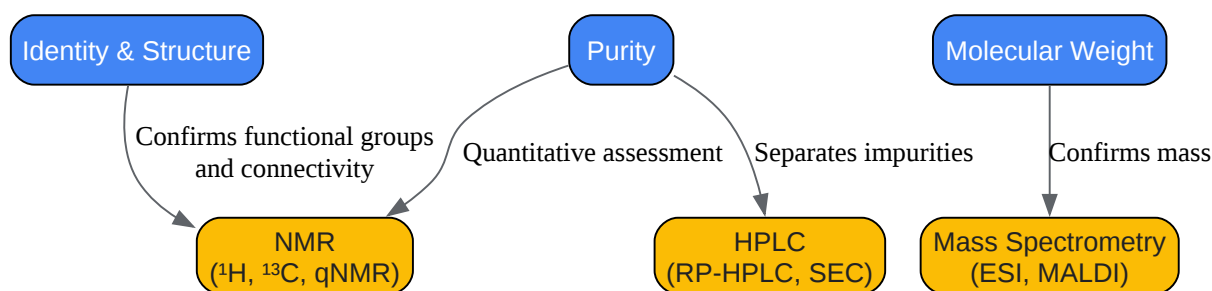 Identity & Structure
Purity
Molecular Weight
Confirms functional groups
and connectivity
Quantitative assessment
Separates impurities
Confirms mass
NMR
(¹H, ¹³C, qNMR)
HPLC
(RP-HPLC, SEC)
Mass Spectrometry
(ESI, MALDI)